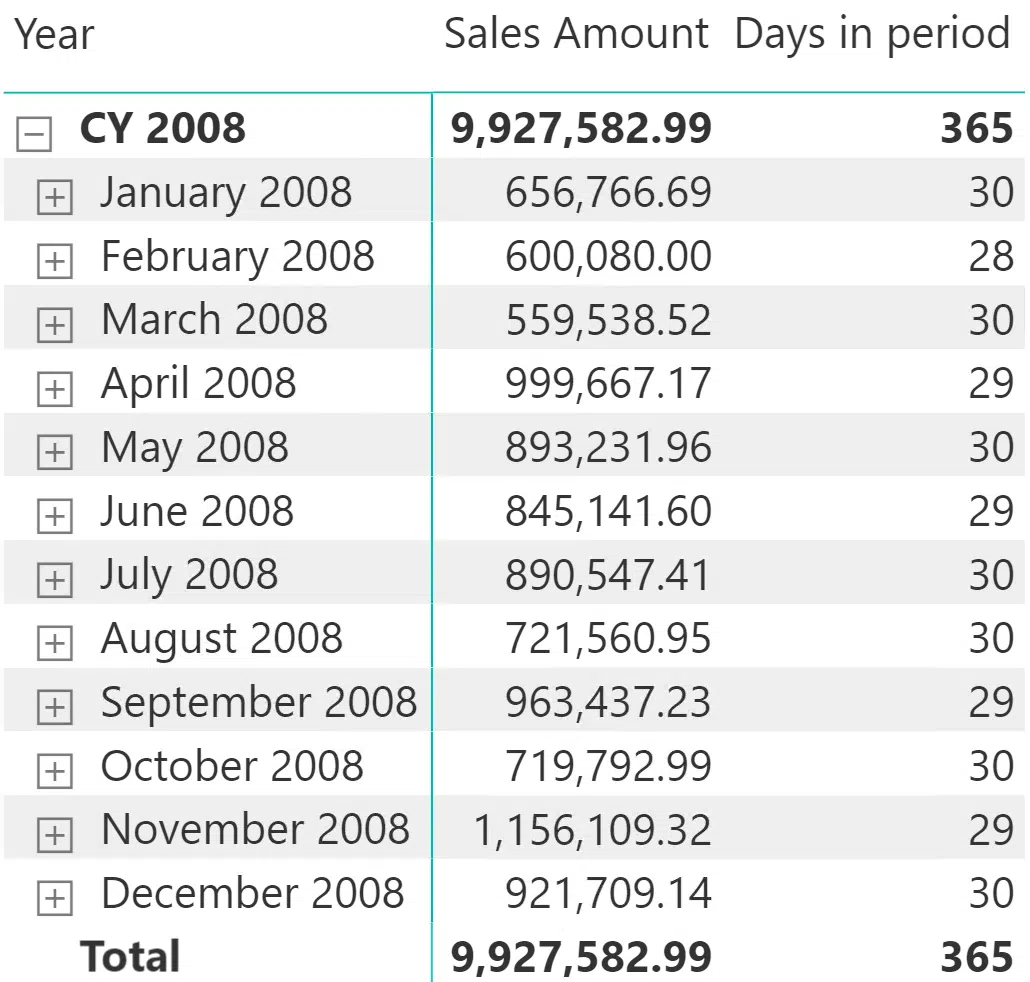 Year Sales Amount Days in period
CY 2008 9,927,582.99 365
January 2008 656,766.69 30
February 2008 600,080.00 28
March 2008 559,538.52 30
April 2008 999,667.17 29
May 2008 893,231.96 30
June 2008 845,141.60 29
July 2008 890,547.41 30
August 2008 721,560.95 30
September 2008 963,437.23 29
October 2008 719,792.99 30
November 2008 1,156,109.32 29
December 2008 921,709.14 30
Total 9,927,582.99 365